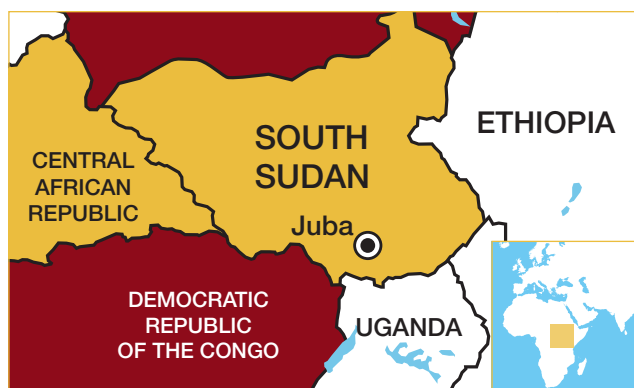 SOUTH
SUDAN
ETHIOPIA
CENTRAL
AFRICAN
REPUBLIC
Juba
DEMOCRATIC
REPUBLIC
OF THE CONGO
UGANDA